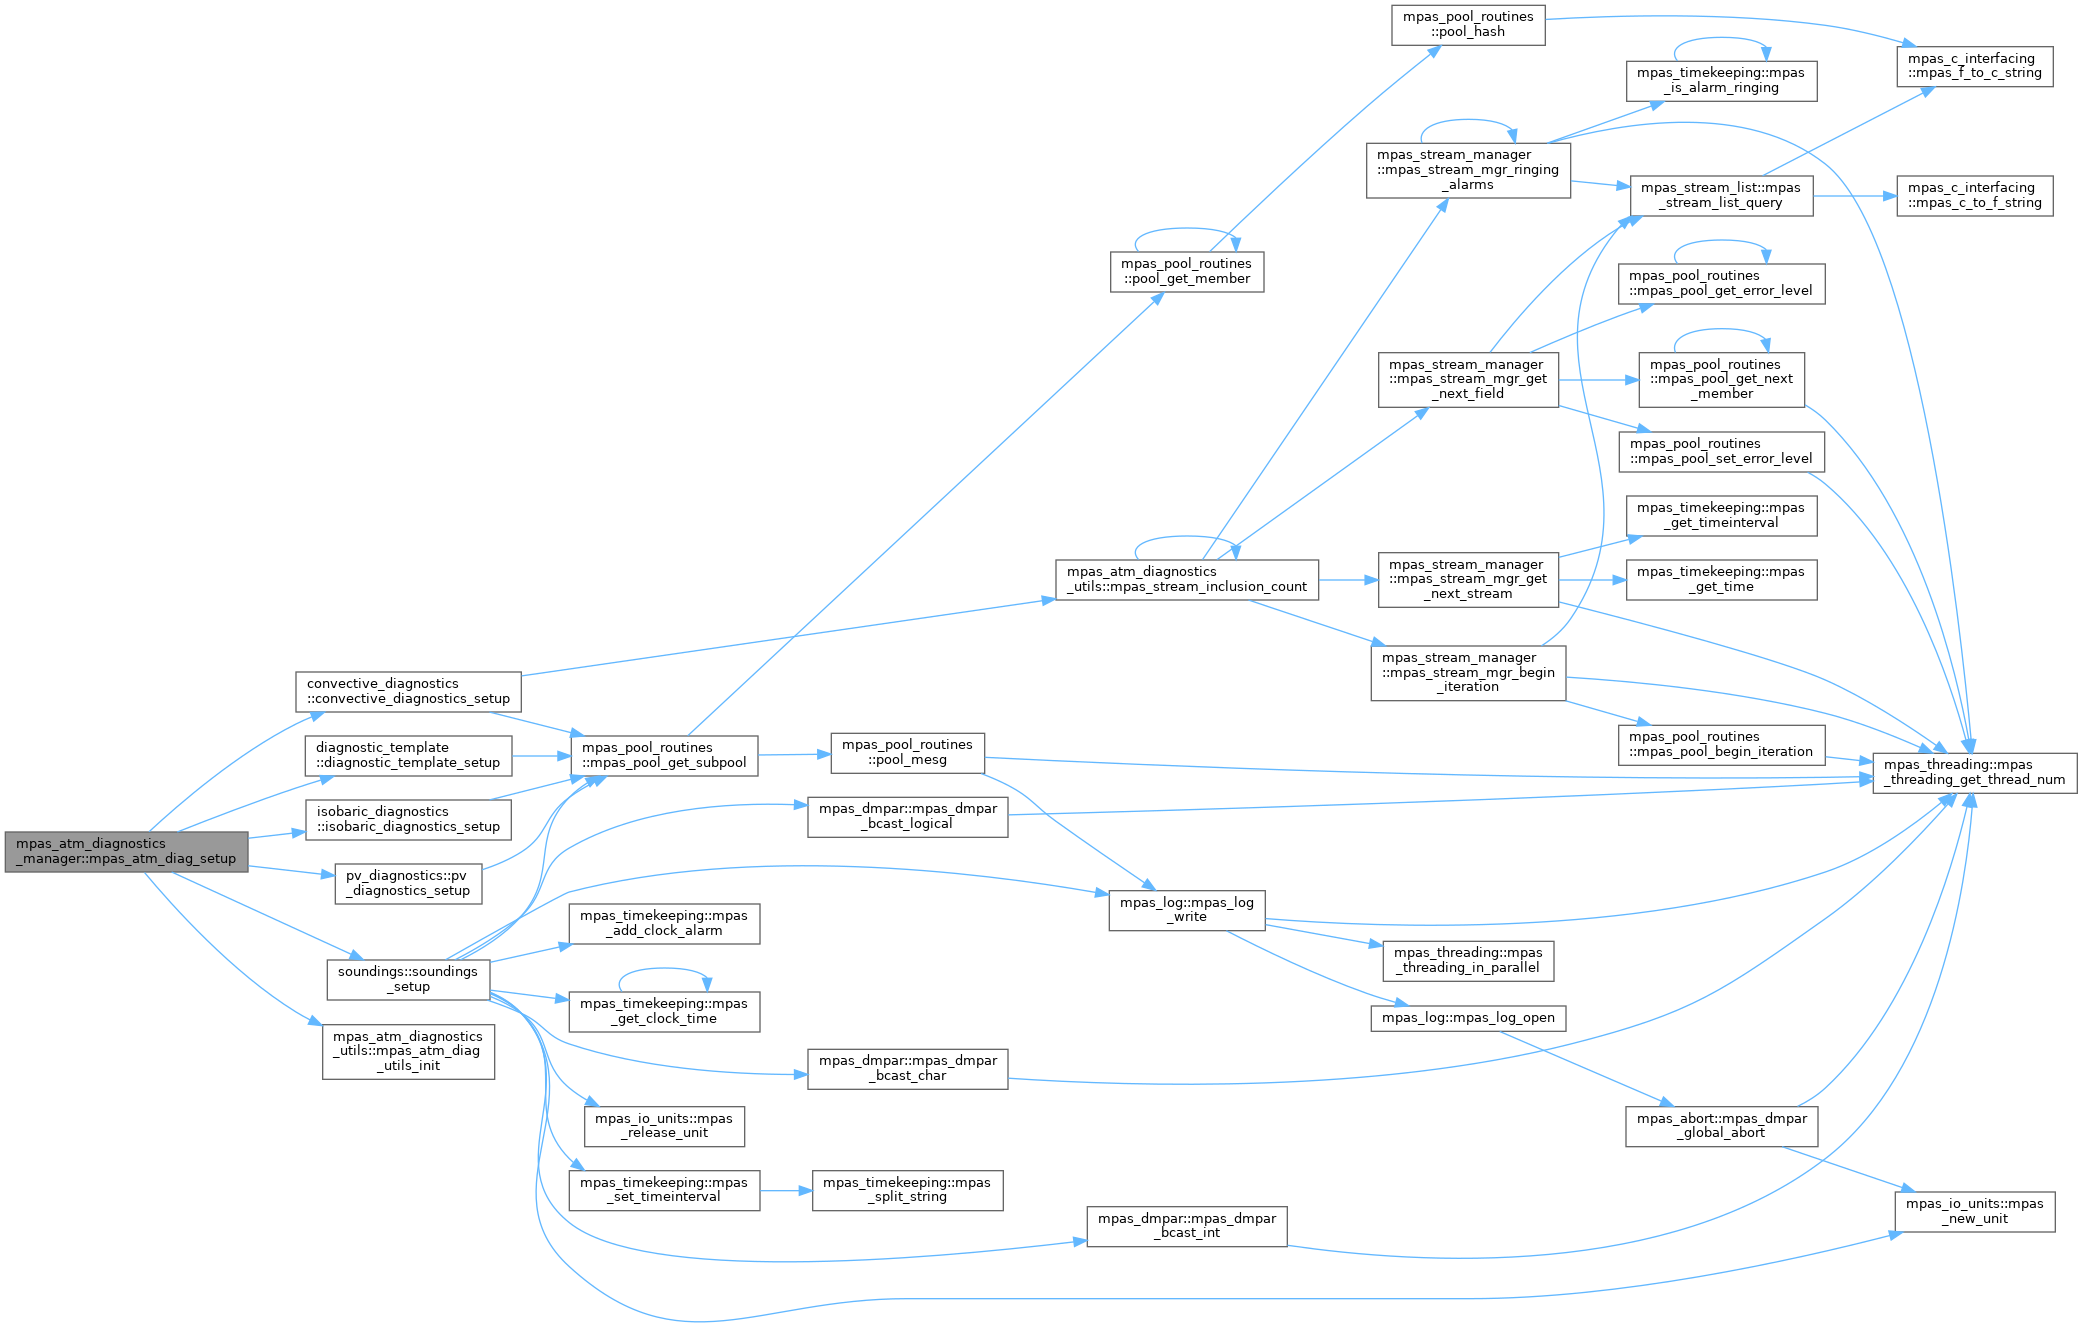 mpas_atm_diagnostics
_manager::mpas_atm_diag_setup
convective_diagnostics
::convective_diagnostics_setup
diagnostic_template
::diagnostic_template_setup
isobaric_diagnostics
::isobaric_diagnostics_setup
pv_diagnostics::pv
_diagnostics_setup
soundings::soundings
_setup
mpas_atm_diagnostics
_utils::mpas_atm_diag
_utils_init
mpas_pool_routines
::mpas_pool_get_subpool
mpas_timekeeping::mpas
_add_clock_alarm
mpas_timekeeping::mpas
_get_clock_time
mpas_io_units::mpas
_release_unit
mpas_timekeeping::mpas
_set_timeinterval
mpas_pool_routines
::pool_mesg
mpas_dmpar::mpas_dmpar
_bcast_logical
mpas_dmpar::mpas_dmpar
_bcast_char
mpas_timekeeping::mpas
_split_string
mpas_pool_routines
::pool_get_member
mpas_atm_diagnostics
_utils::mpas_stream_inclusion_count
mpas_log::mpas_log
_write
mpas_dmpar::mpas_dmpar
_bcast_int
mpas_pool_routines
::pool_hash
mpas_stream_manager
::mpas_stream_mgr_ringing
_alarms
mpas_stream_manager
::mpas_stream_mgr_get
_next_field
mpas_stream_manager
::mpas_stream_mgr_get
_next_stream
mpas_stream_manager
::mpas_stream_mgr_begin
_iteration
mpas_threading::mpas
_threading_in_parallel
mpas_log::mpas_log_open
mpas_timekeeping::mpas
_is_alarm_ringing
mpas_stream_list::mpas
_stream_list_query
mpas_pool_routines
::mpas_pool_get_error_level
mpas_pool_routines
::mpas_pool_get_next
_member
mpas_pool_routines
::mpas_pool_set_error_level
mpas_timekeeping::mpas
_get_timeinterval
mpas_timekeeping::mpas
_get_time
mpas_pool_routines
::mpas_pool_begin_iteration
mpas_abort::mpas_dmpar
_global_abort
mpas_c_interfacing
::mpas_f_to_c_string
mpas_c_interfacing
::mpas_c_to_f_string
mpas_threading::mpas
_threading_get_thread_num
mpas_io_units::mpas
_new_unit